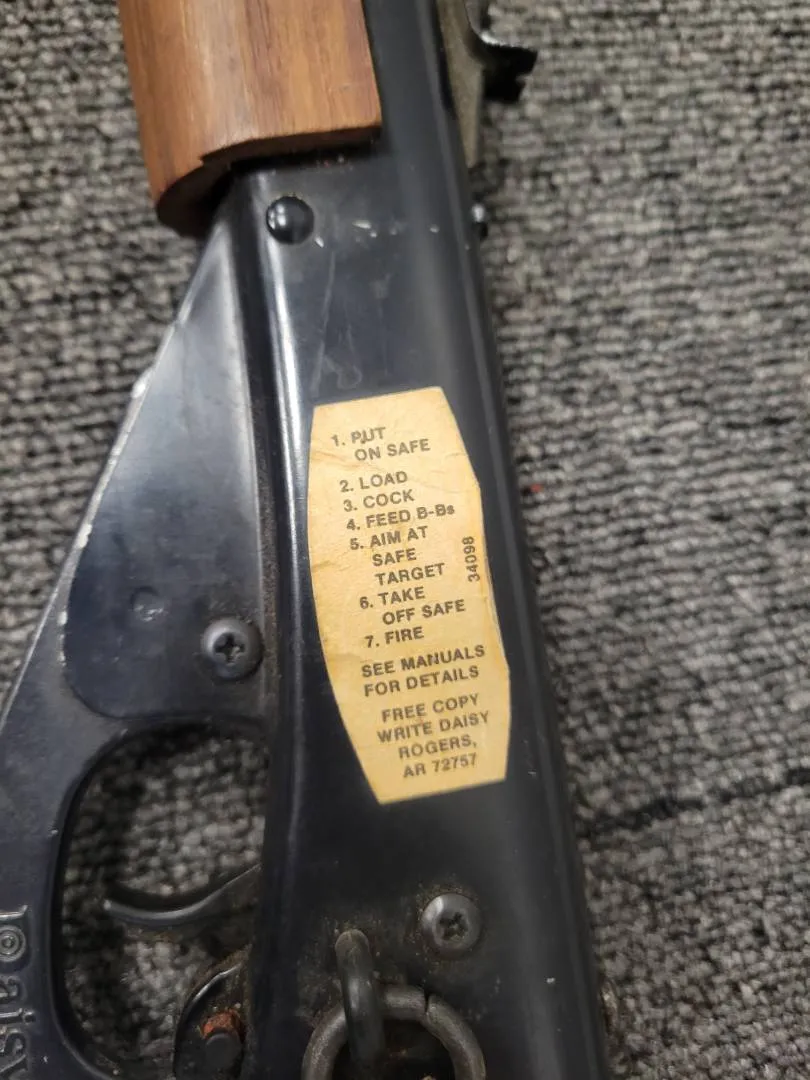 1. PUT
ON SAFE
2. LOAD
3. COCK
4. FEED B-Bs
5. AIM AT
SAFE
TARGET
6. TAKE
OFF SAFE
7. FIRE
34098
SEE MANUALS
FOR DETAILS
FREE COPY
WRITE DAISY
ROGERS,
AR 72757
Daisy